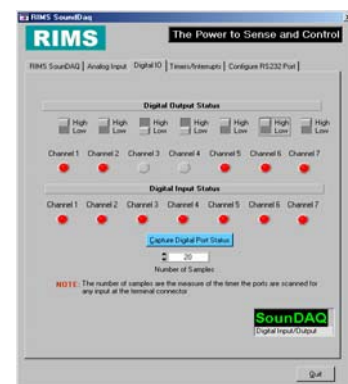 RIMS SoundDaq
RIMS
The Power to Sense and Control
RIMS SounDAQ Analog Input Digital IO Timers/Interrupts Configure RS232 Port
Digital Output Status
High High High High High High High
Low Low Low Low Low Low Low
Channel 1 Channel 2 Channel 3 Channel 4 Channel 5 Channel 6 Channel 7
Digital Input Status
Channel 1 Channel 2 Channel 3 Channel 4 Channel 5 Channel 6 Channel 7
Capture Digital Port Status
20
Number of Samples
NOTE: The number of samples are the measure of the timer the ports are scanned for
any input at the terminal connector
SounDAQ
Digital Input/Output
Quit